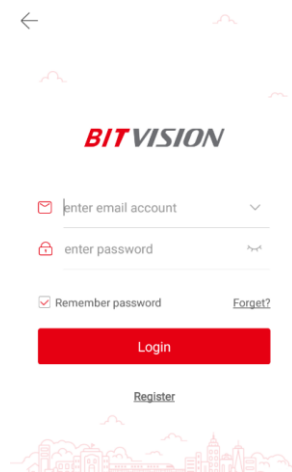 BITVISION
enter email account
enter password
Remember password Forget?
Login
Register